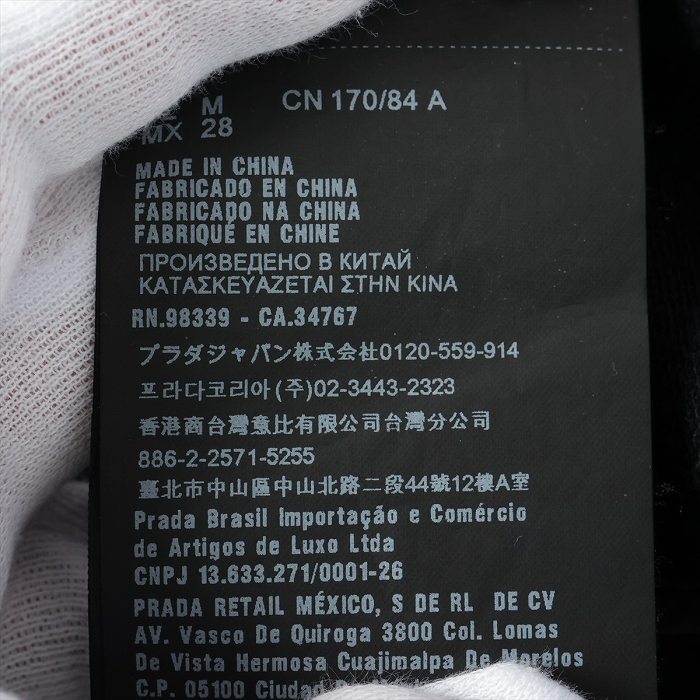 M CN 170/84 A
MX 28
MADE IN CHINA
FABRICADO EN CHINA
FABRICADO NA CHINA
FABRIQUÉ EN CHINE
ПРОИЗВЕДЕНО В КИТАЙ
ΚΑΤΑΣΚΕΥΑΖΕΤΑΙ ΣΤΗΝ ΚΙΝΑ
RN.98339 - CA.34767
プラダジャパン株式会社0120-559-914
프라다코리아(주)02-3443-2323
香港商台灣意比有限公司台灣分公司
886-2-2571-5255
臺北市中山區中山北路二段44號12樓A室
Prada Brasil Importação e Comércio
de Artigos de Luxo Ltda
CNPJ 13.633.271/0001-26
PRADA RETAIL MÉXICO, S DE RL DE CV
AV. Vasco De Quiroga 3800 Col. Lomas
De Vista Hermosa Cuajimalpa De Morelos
C.P. 05100 Ciudad